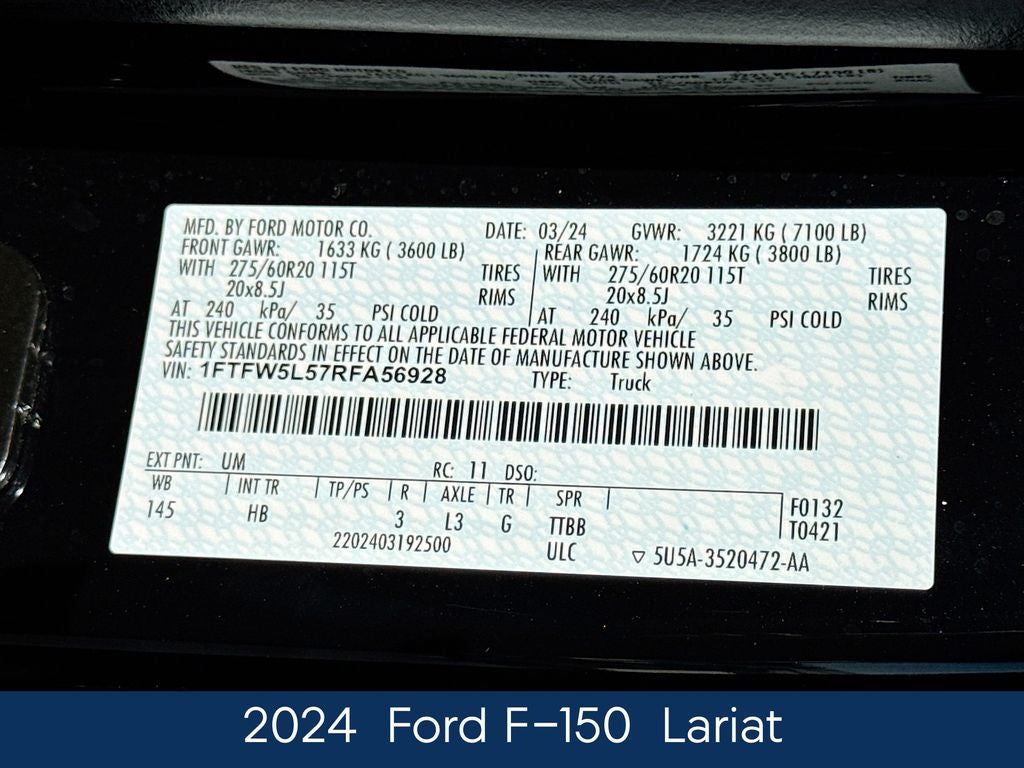 MFD. BY FORD MOTOR CO. DATE: 03/24 GVWR: 3221 KG ( 7100 LB)
FRONT GAWR: 1633 KG ( 3600 LB) REAR GAWR: 1724 KG ( 3800 LB)
WITH 275/60R20 115T TIRES WITH 275/60R20 115T TIRES
20x8.5J RIMS 20x8.5J RIMS
AT 240 kPa/ 35 PSI COLD AT 240 kPa/ 35 PSI COLD
THIS VEHICLE CONFORMS TO ALL APPLICABLE FEDERAL MOTOR VEHICLE
SAFETY STANDARDS IN EFFECT ON THE DATE OF MANUFACTURE SHOWN ABOVE.
VIN: 1FTFW5L57RFA56928 TYPE: Truck
EXT PNT: UM RC: 11 DSO:
WB INT TR TP/PS R AXLE TR SPR F0132
145 HB 3 L3 G TTBB T0421
2202403192500 ULC ▽ 5U5A-3520472-AA
2024 Ford F-150 Lariat